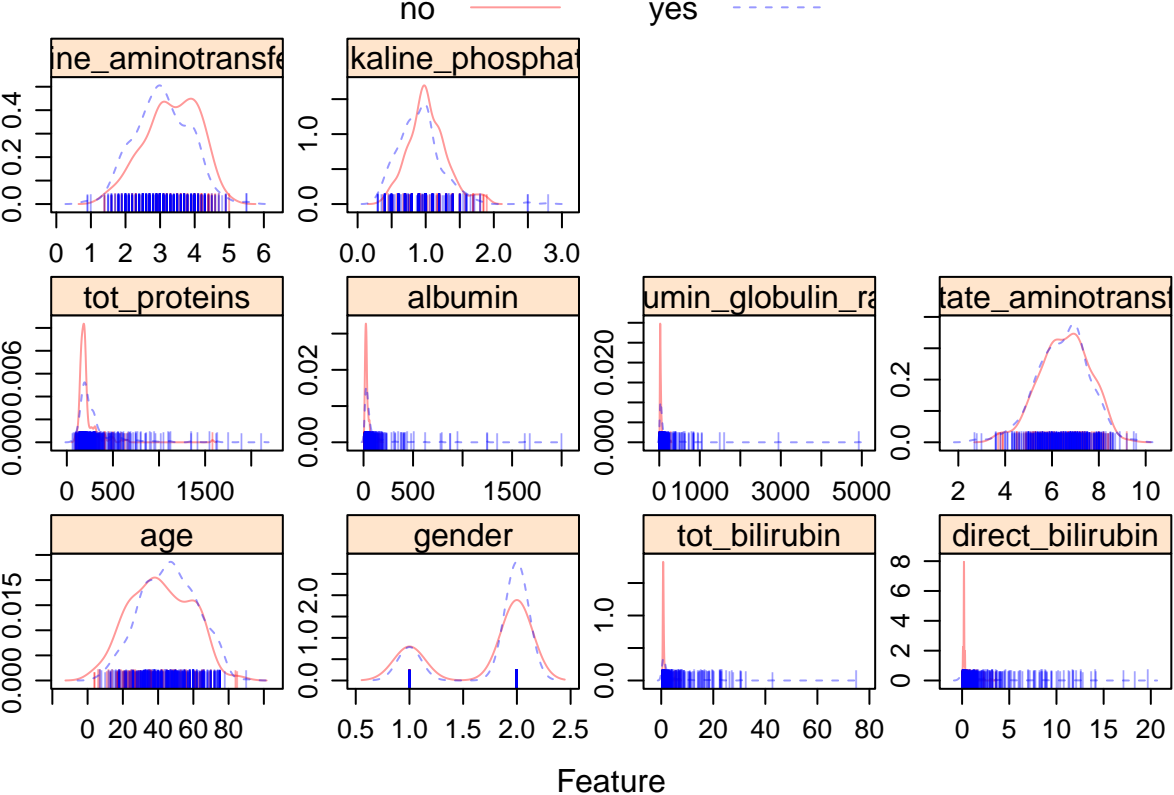 no yes
ine_aminotransfe kaline_phosphat
0.0 0.2 0.4
0 1 2 3 4 5 6
0.0 1.0
0.0 1.0 2.0 3.0
tot_proteins albumin umin_globulin_ra tate_aminotransf
0.000 0.006
0 500 1500
0.00 0.02
0 500 1500
0.000 0.020
0 1000 3000 5000
0.0 0.2
2 4 6 8 10
age gender tot_bilirubin direct_bilirubin
0.000 0.015
0 20 40 60 80
0.0 1.0 2.0
0.5 1.0 1.5 2.0 2.5
0.0 1.0
0 20 40 60 80
0 2 4 6 8
0 5 10 15 20
Feature